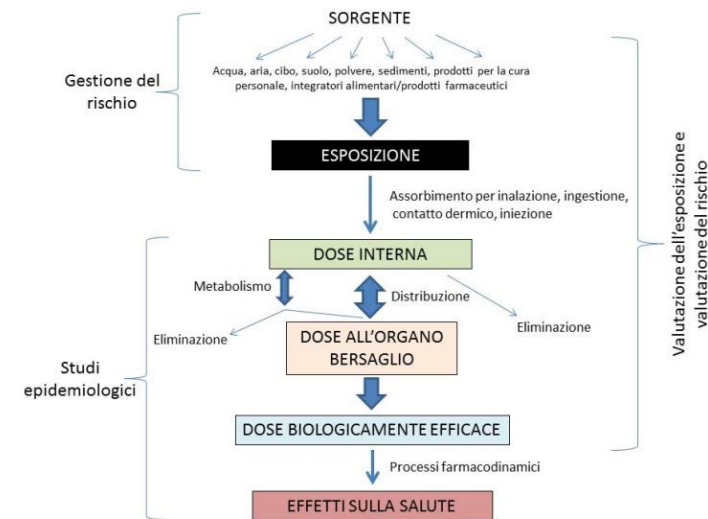 SORGENTE
Acqua, aria, cibo, suolo, polvere, sedimenti, prodotti per la cura
personale, integratori alimentari/prodotti farmaceutici
Gestione del
rischio
ESPOSIZIONE
Assorbimento per inalazione, ingestione,
contatto dermico, iniezione
DOSE INTERNA
Metabolismo
Distribuzione
Eliminazione
Eliminazione
DOSE ALL'ORGANO
BERSAGLIO
Studi
epidemiologici
DOSE BIOLOGICAMENTE EFFICACE
Processi farmacodinamici
EFFETTI SULLA SALUTE
Valutazione dell'esposizione e
valutazione del rischio